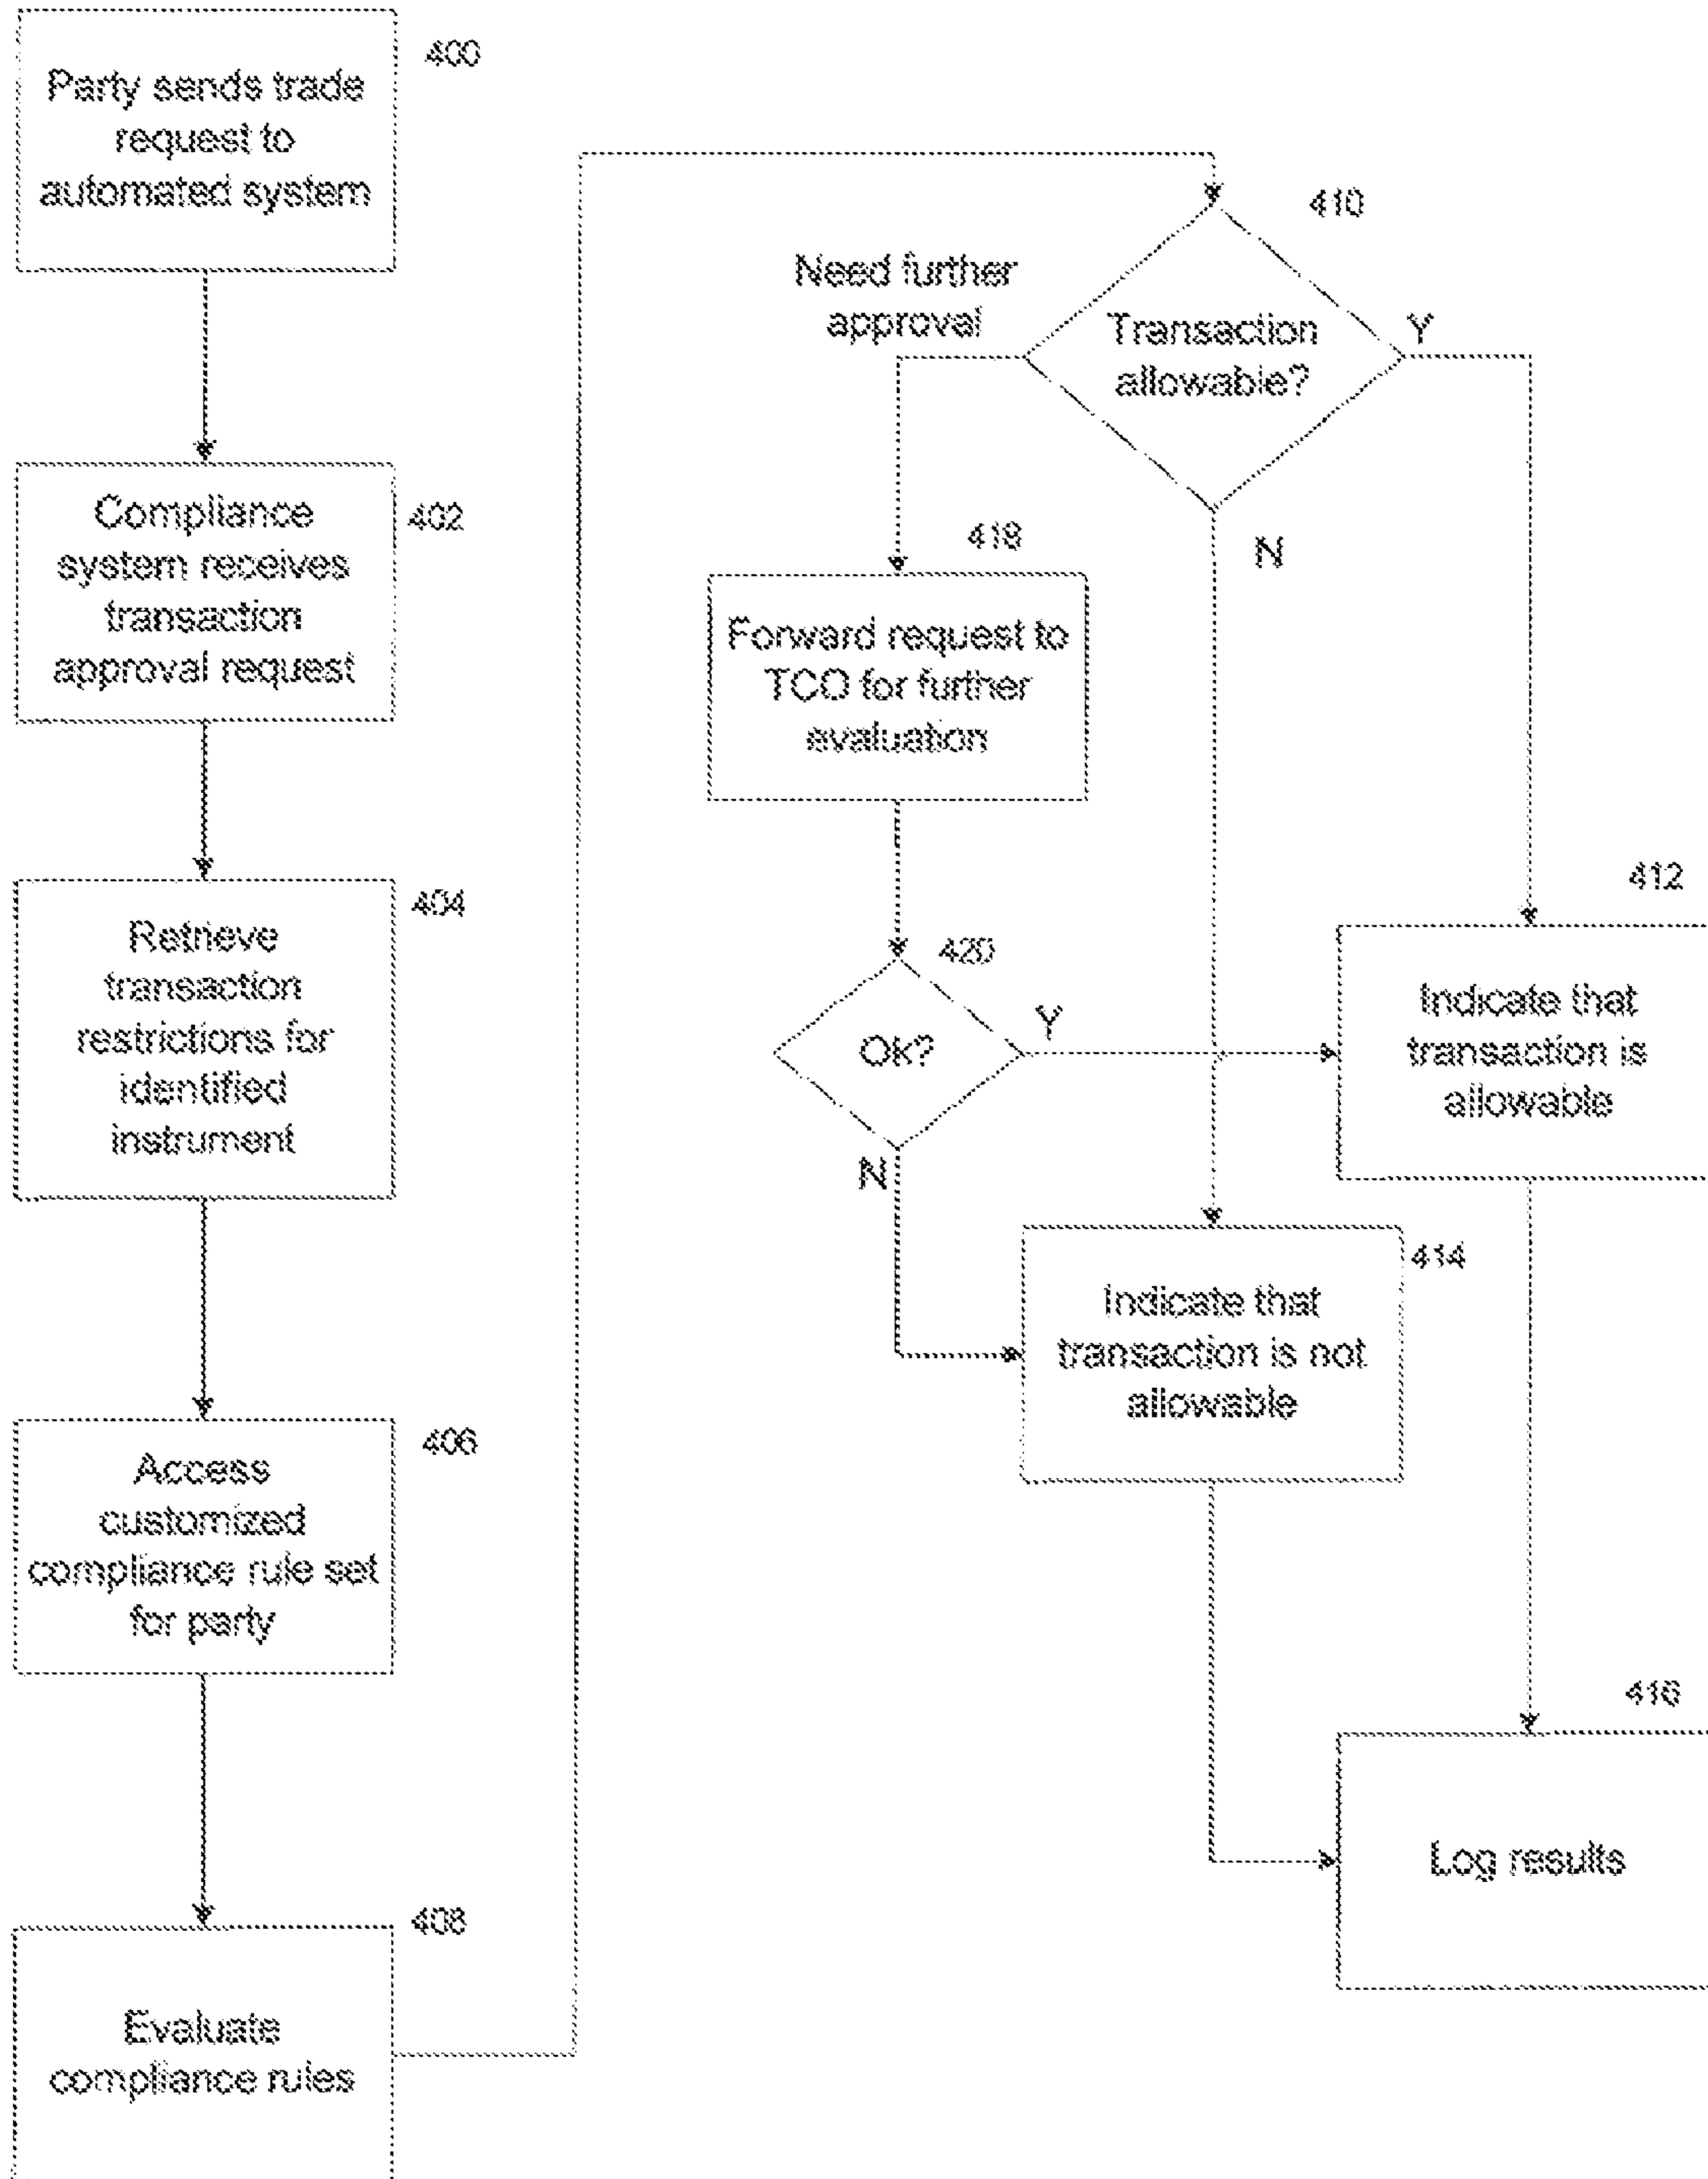 400
Party sends trade
request to
automated system
402
Compliance
system receives
transaction
approval request
404
Retrieve
transaction
restrictions for
identified
instrument
406
Access
customized
compliance rule set
for party
408
Evaluate
compliance rules
410
Transaction
allowable?
Need further
approval
Y
N
418
Forward request to
TCO for further
evaluation
420
Ok?
Y
N
412
Indicate that
transaction is
allowable
414
Indicate that
transaction is not
allowable
416
Log results